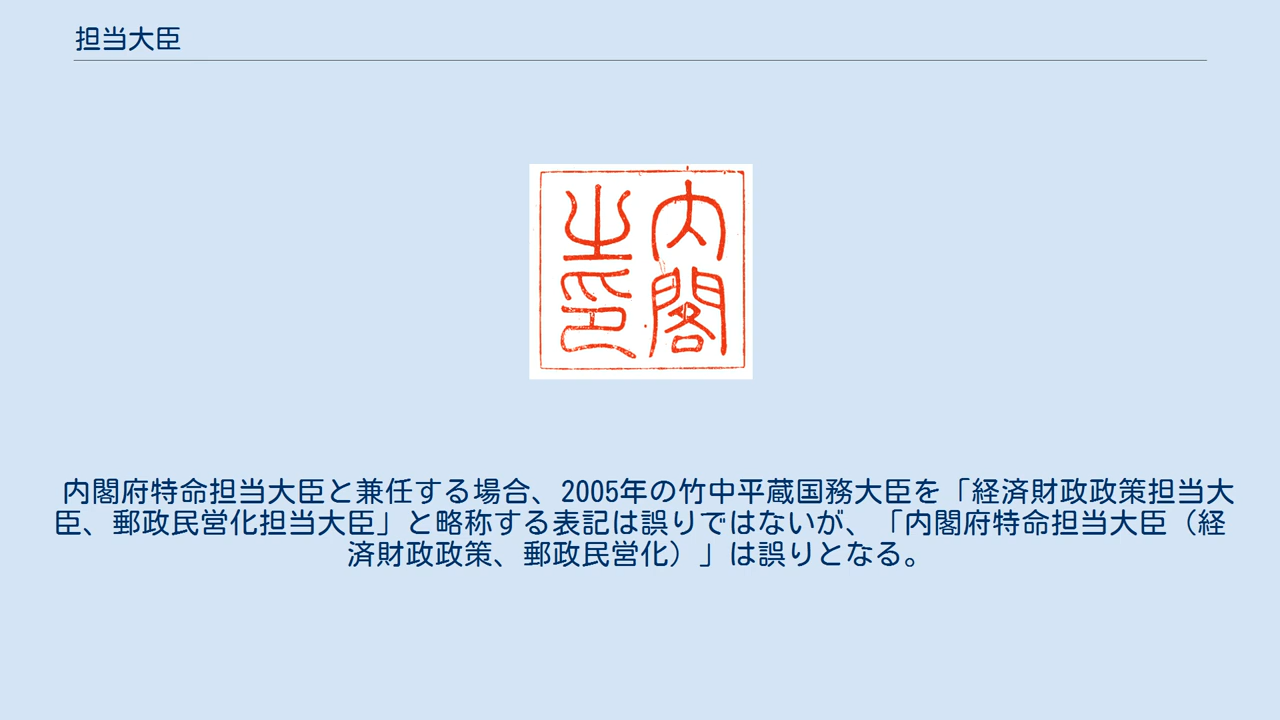 担当大臣
内閣之印
内閣府特命担当大臣と兼任する場合、2005年の竹中平蔵国務大臣を「経済財政政策担当大
臣、郵政民営化担当大臣」と略称する表記は誤りではないが、「内閣府特命担当大臣（経
済財政政策、郵政民営化）」は誤りとなる。